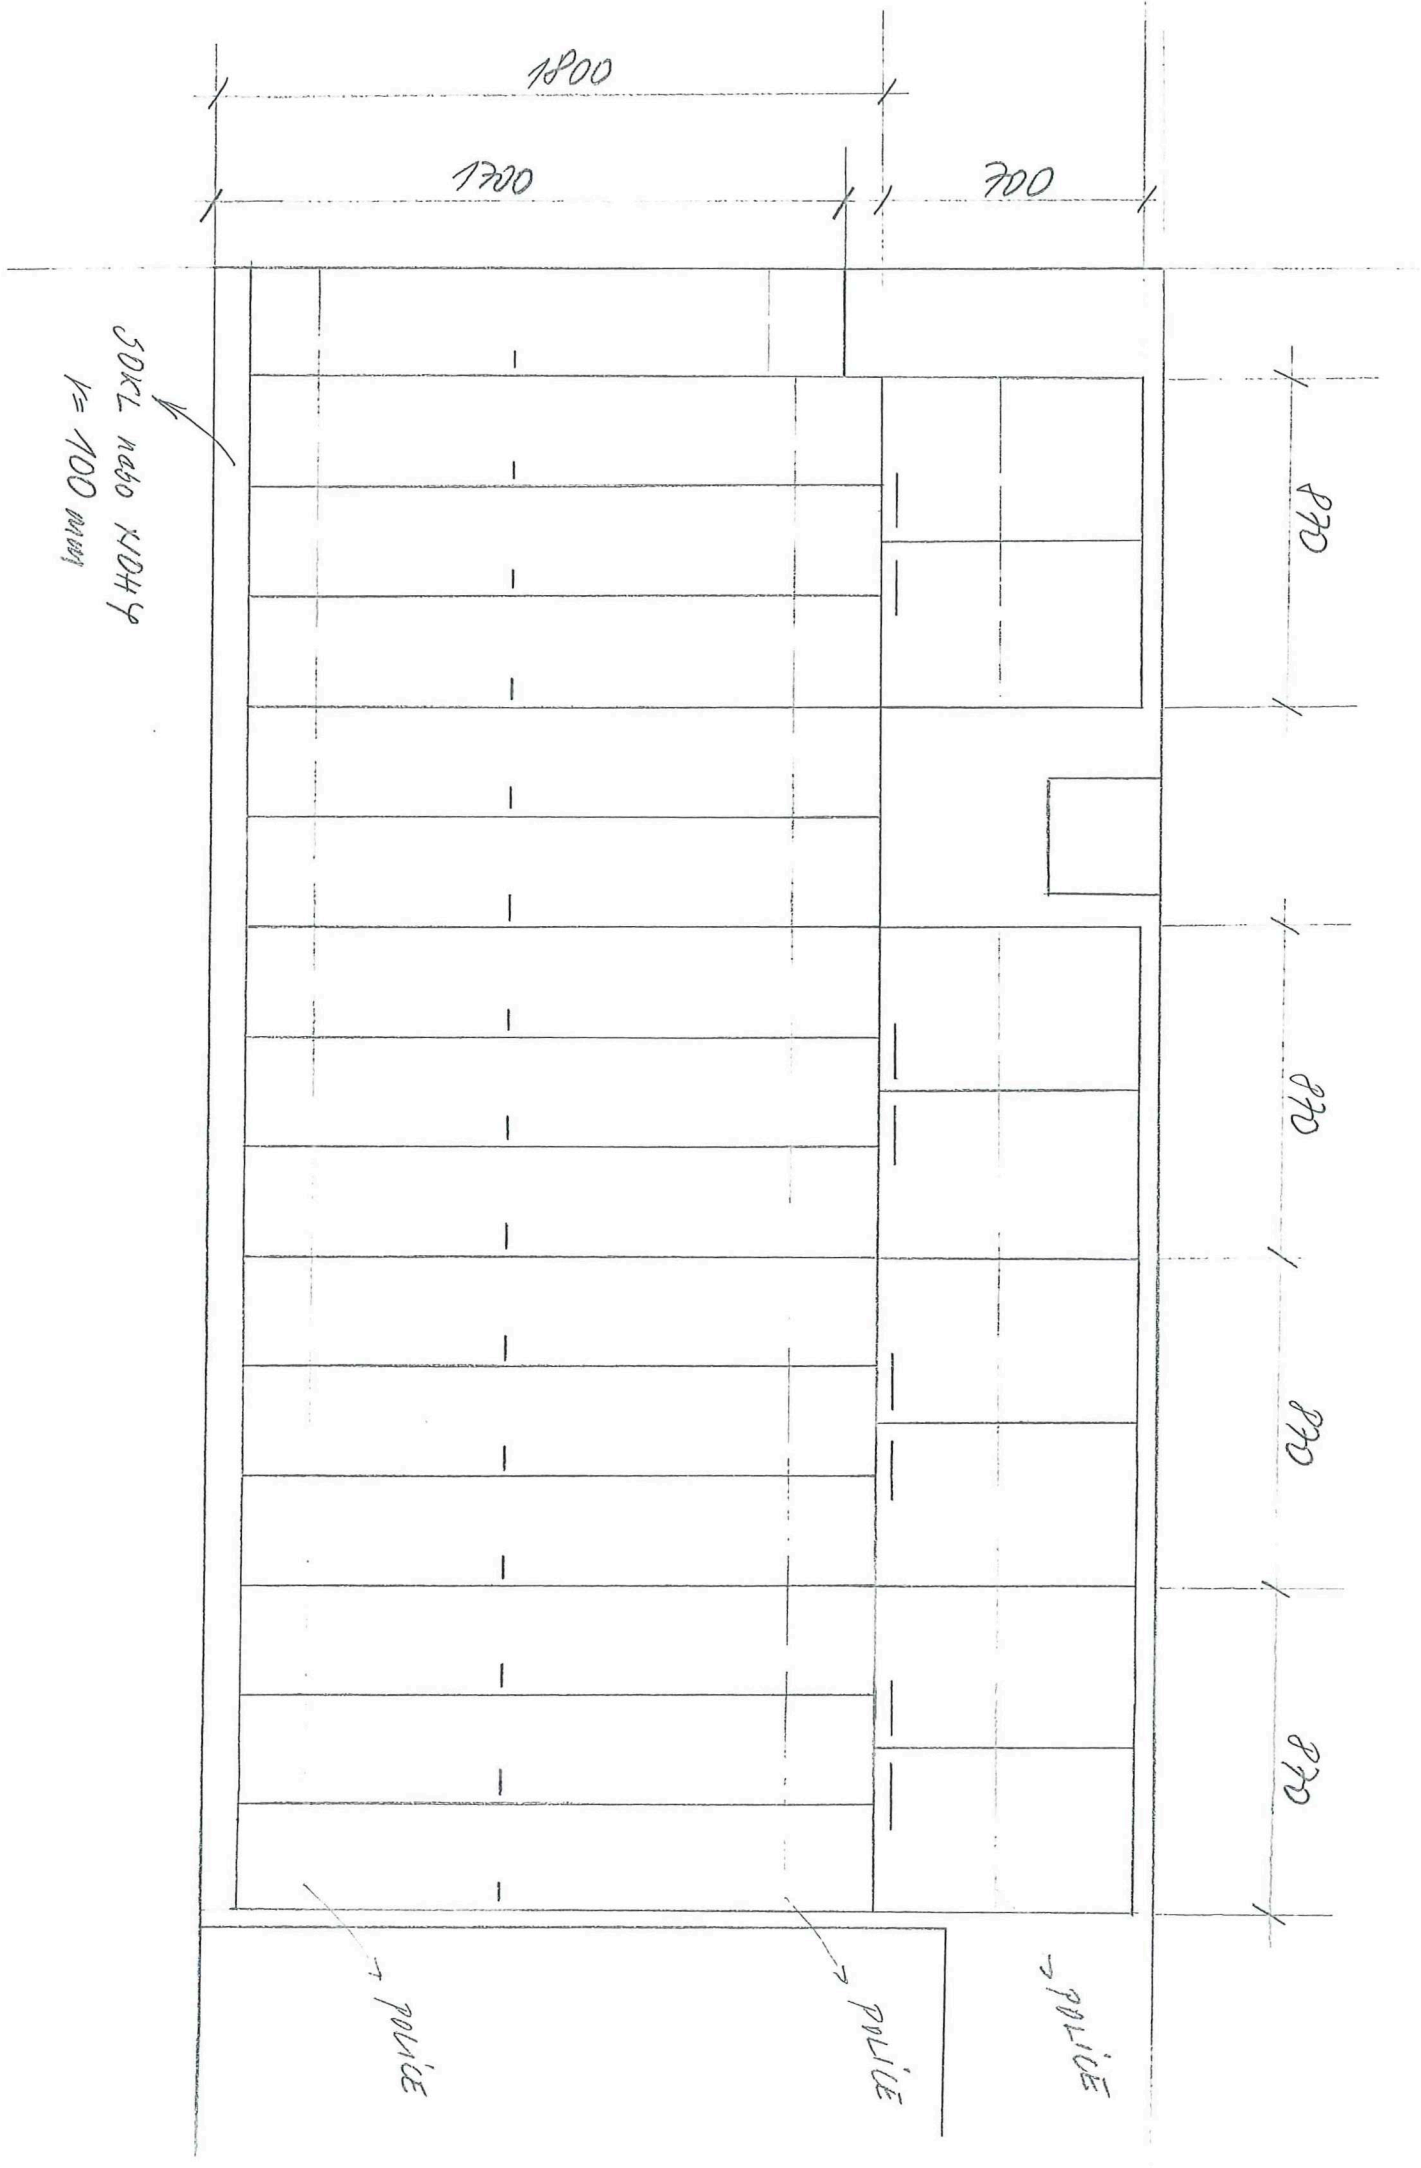 870
870
870
870
700
→ POLICE
1800
1700
→ POLICE
→ POLICE
SOKL nebo NOHY
v= 100 mm